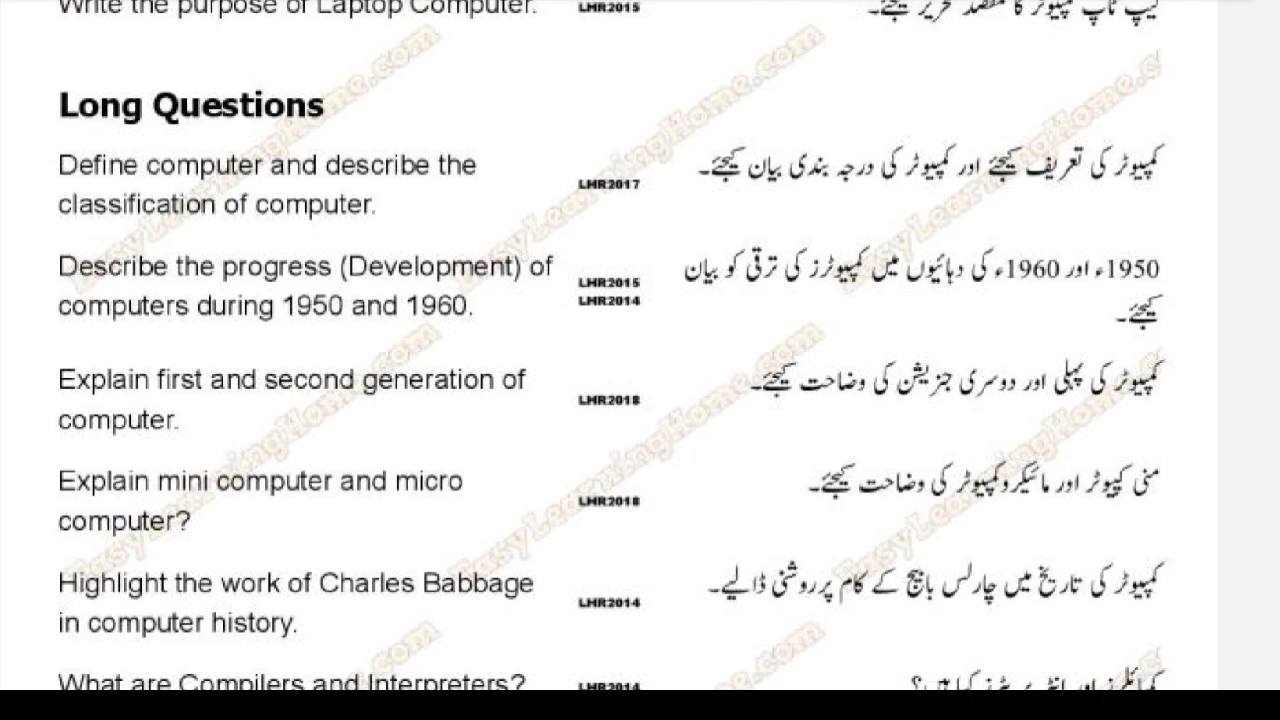 Write the purpose of Laptop Computer. LHR2015 لیپ ٹاپ کمپیوٹر کا مقصد تحریر کیجئے۔
Long Questions
Define computer and describe the
classification of computer.
LHR2017
کمپیوٹر کی تعریف کیجئے اور کمپیوٹر کی درجہ بندی بیان کیجئے۔
Describe the progress (Development) of
computers during 1950 and 1960.
LHR2015
LHR2014
1950ء اور 1960ء کی دہائیوں میں کمپیوٹرز کی ترقی کو بیان
کیجئے۔
Explain first and second generation of
computer.
LHR2018
کمپیوٹر کی پہلی اور دوسری جنریشن کی وضاحت کیجئے۔
Explain mini computer and micro
computer?
LHR2018
منی کمپیوٹر اور مائیکروکمپیوٹر کی وضاحت کیجئے۔
Highlight the work of Charles Babbage
in computer history.
LHR2014
کمپیوٹر کی تاریخ میں چارلس بابیج کے کام پر روشنی ڈالیے۔
What are Compilers and Interpreters? LHR2014
EasyLearningHome.com